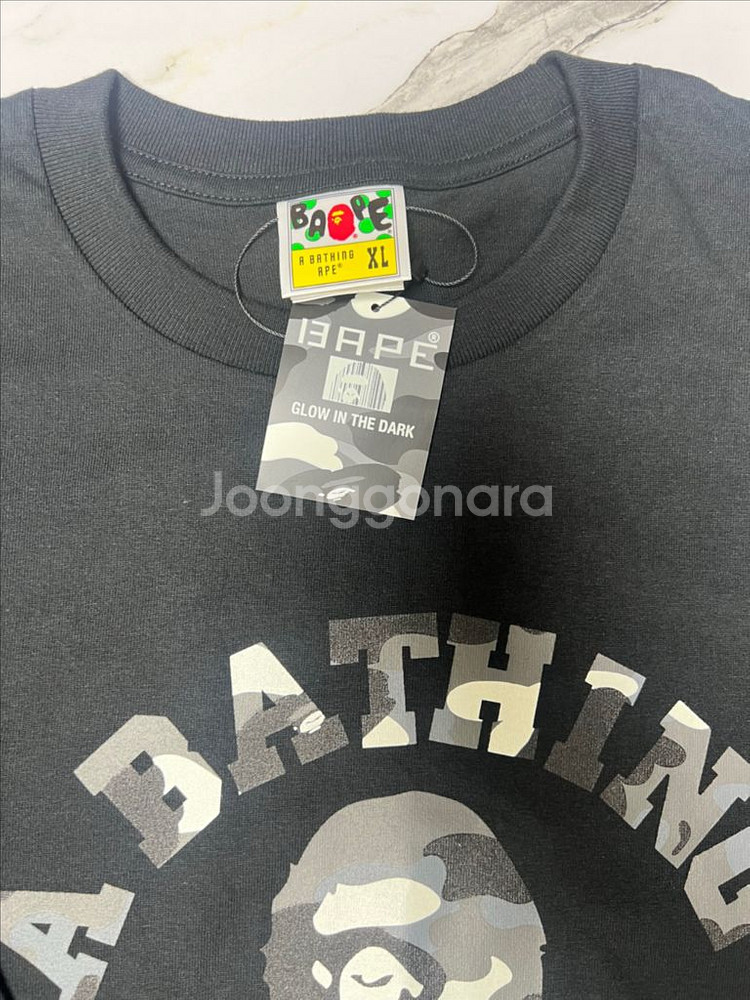 BAPE
A BATHING
APE® XL
BAPE®
GLOW IN THE DARK
Joonggonara
A BATHING